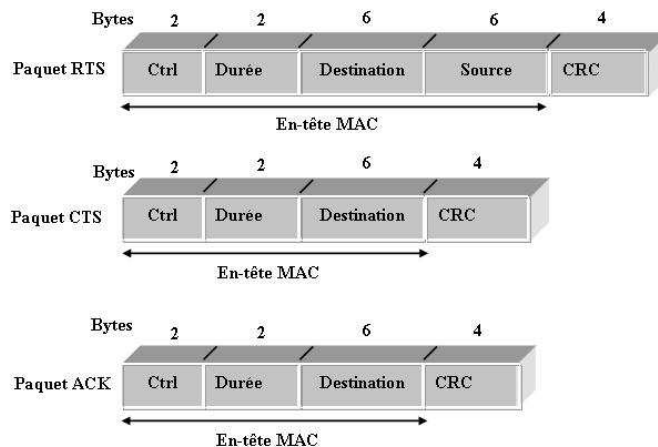 Bytes 2 2 6 6 4
Paquet RTS Ctrl Durée Destination Source CRC
En-tête MAC
Bytes 2 2 6 4
Paquet CTS Ctrl Durée Destination CRC
En-tête MAC
Bytes 2 2 6 4
Paquet ACK Ctrl Durée Destination CRC
En-tête MAC